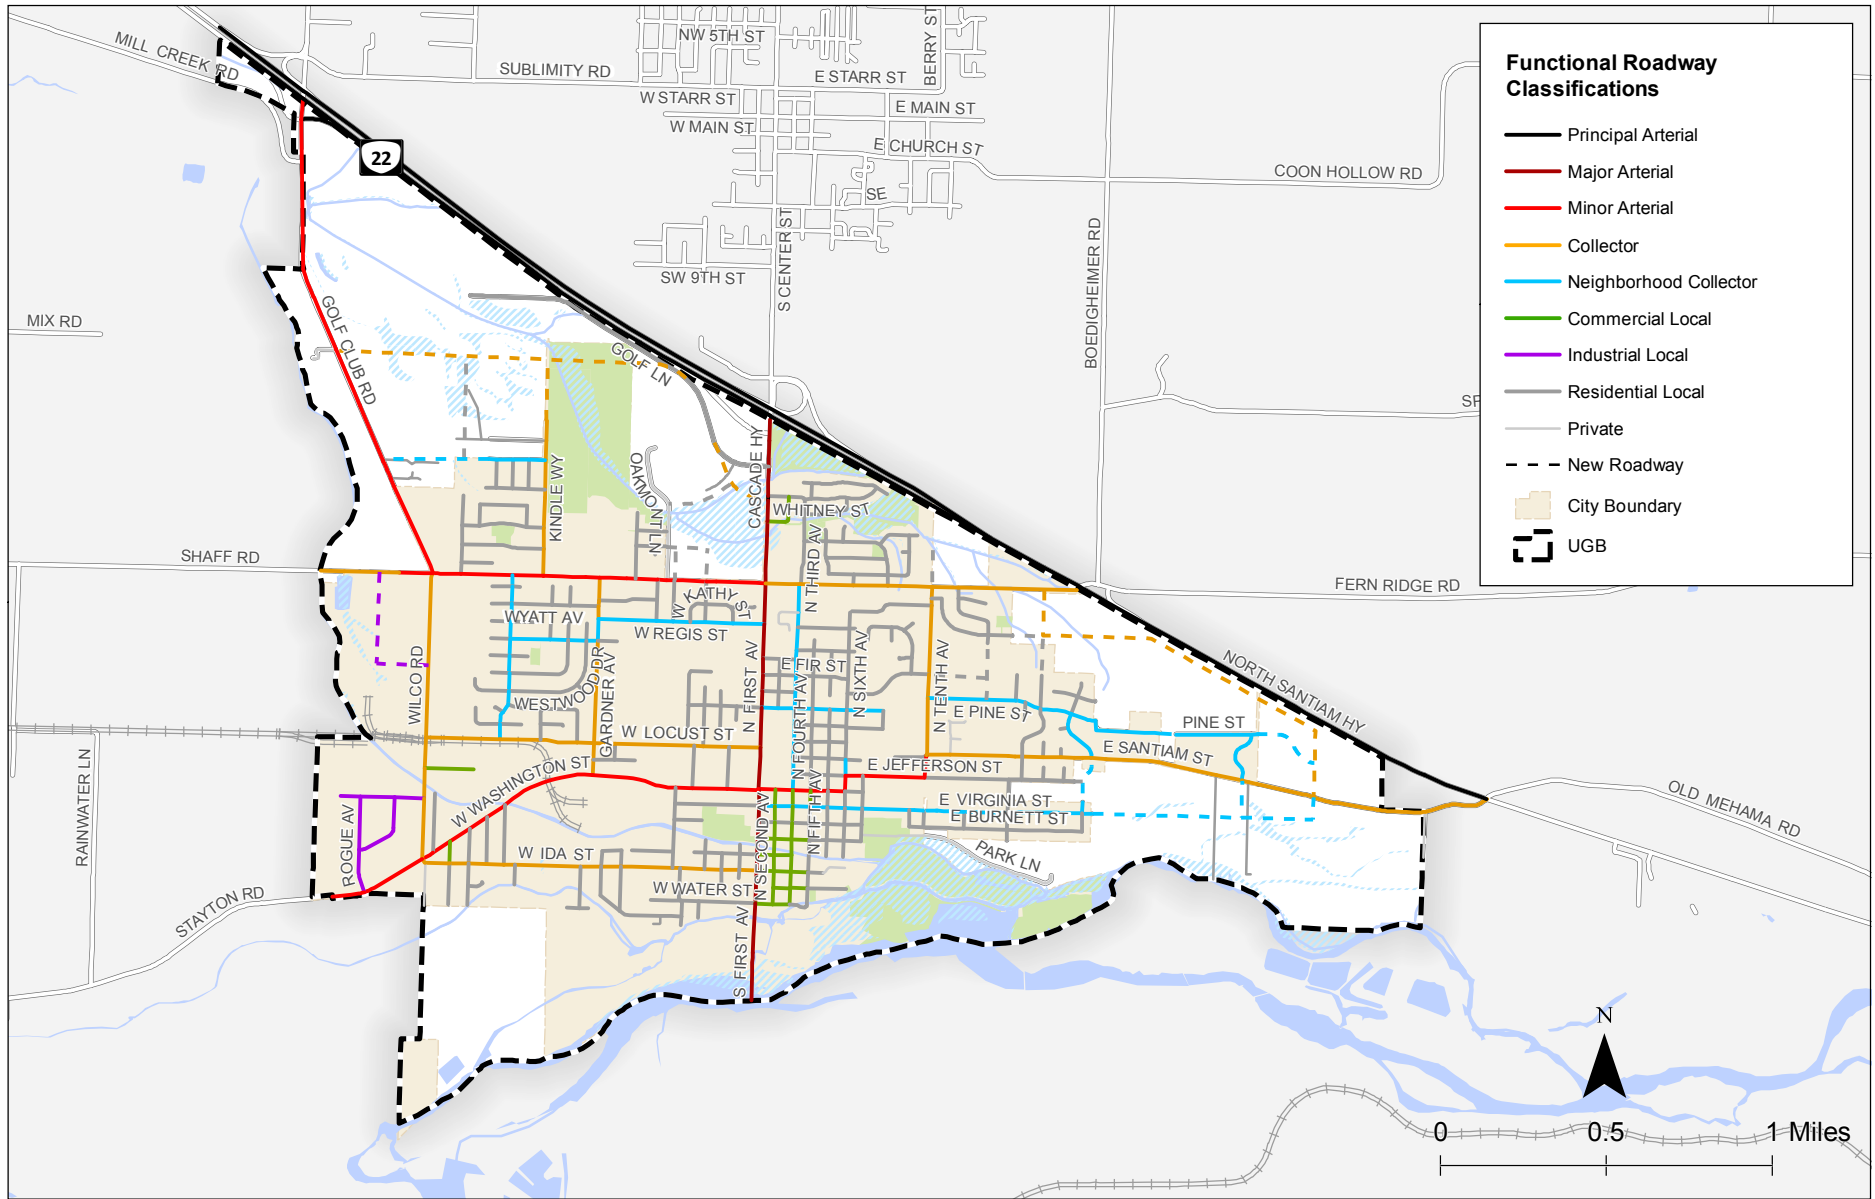 MILL CREEK RD
SUBLIMITY RD
NW 5TH ST
BERRY ST
E STARR ST
W STARR ST
E MAIN ST
W MAIN ST
E CHURCH ST
SE
COON HOLLOW RD
22
S CENTER ST
SW 9TH ST
BOEDIGHEIMER RD
MIX RD
GOLF CLUB RD
GOLF LN
SP
CASCADE HY
OAKMONT LN
KINDLE WY
WHITNEY ST
N THIRD AV
SHAFF RD
FERN RIDGE RD
W KATHY ST
WYATT AV
W REGIS ST
N FIRST AV
E FIR ST
N SIXTH AV
N TENTH AV
WILCO RD
WESTWOOD DR
GARDNER AV
NORTH SANTIAM HY
E PINE ST
PINE ST
W LOCUST ST
N FOURTH AV
E SANTIAM ST
E JEFFERSON ST
W WASHINGTON ST
RAINWATER LN
ROGUE AV
N SECOND AV
N FIFTH AV
E VIRGINIA ST
E BURNETT ST
OLD MEHAMA RD
W IDA ST
PARK LN
W WATER ST
STAYTON RD
S FIRST AV
Functional Roadway
Classifications
Principal Arterial
Major Arterial
Minor Arterial
Collector
Neighborhood Collector
Commercial Local
Industrial Local
Residential Local
Private
New Roadway
City Boundary
UGB
N
0 0.5 1 Miles